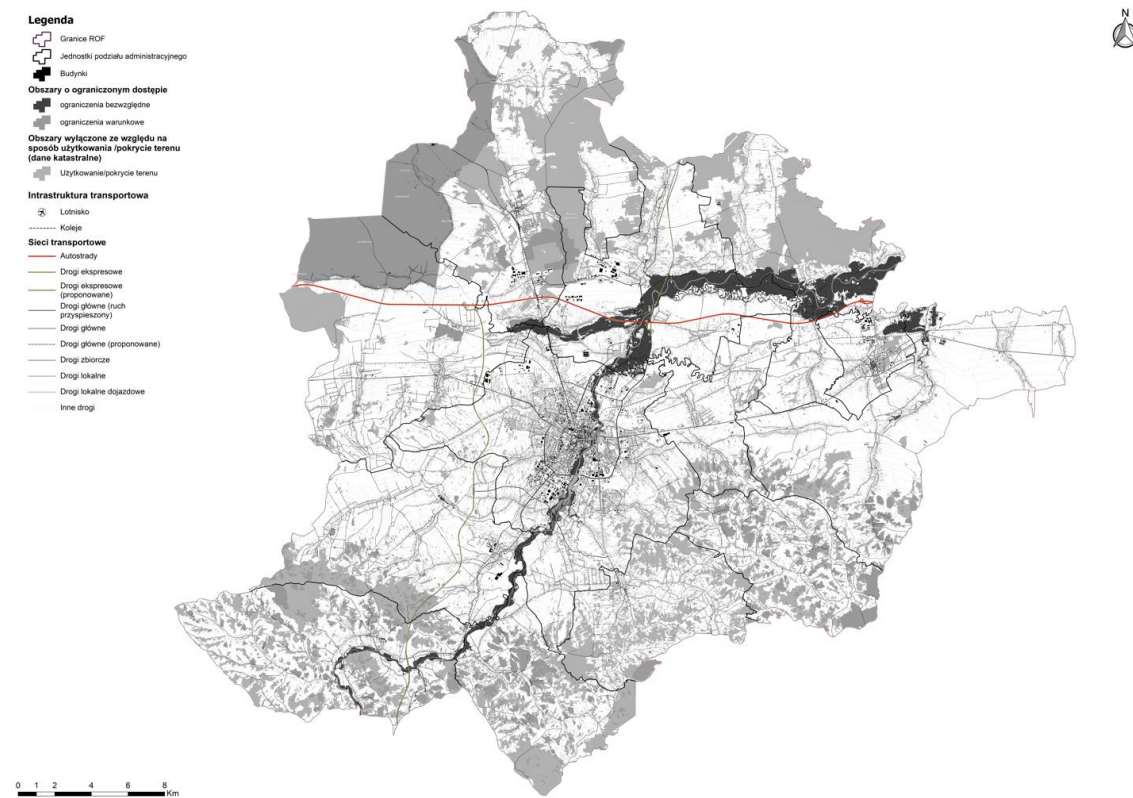 Legenda
Granice ROF
Jednostki podziału administracyjnego
Budynki
Obszary o ograniczonym dostępie
ograniczenia bezwzględne
ograniczenia warunkowe
Obszary wyłączone ze względu na
sposób użytkowania /pokrycie terenu
(dane katastralne)
Użytkowanie/pokrycie terenu
Intrastruktura transportowa
Lotnisko
Koleje
Sieci transportowe
Autostrady
Drogi ekspresowe
Drogi ekspresowe
(proponowane)
Drogi główne (ruch
przyspieszony)
Drogi główne
Drogi główne (proponowane)
Drogi zbiorcze
Drogi lokalne
Drogi lokalne dojazdowe
Inne drogi
N
0 1 2 4 6 8
Km